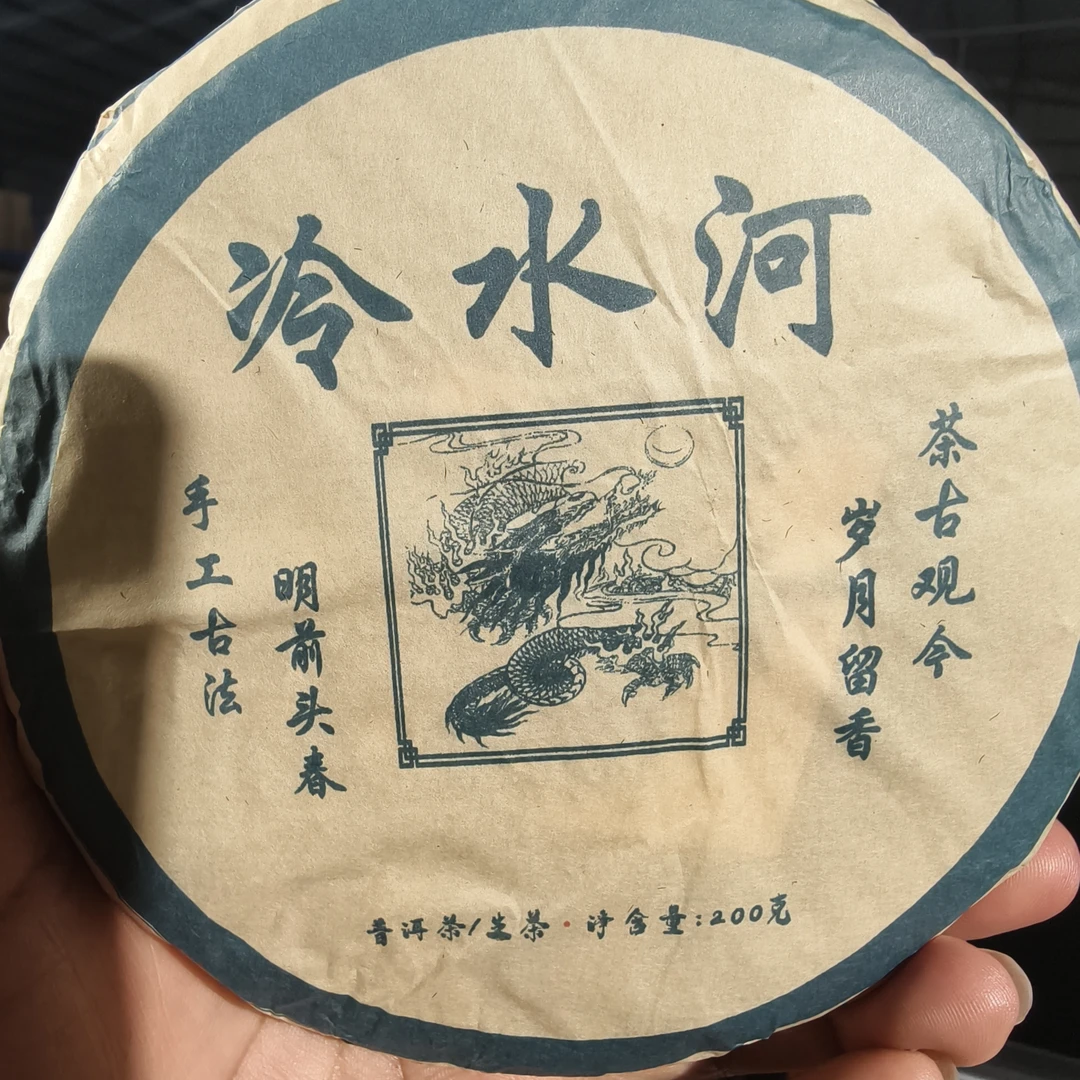 冷水河
茶古观今
岁月留香
明前头春
手工古法
普洱茶/生茶·净含量:200克